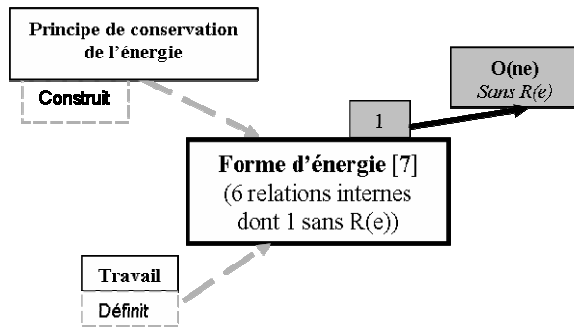 Principe de conservation
de l'énergie
Construit
O(ne)
Sans R(e)
1
Forme d'énergie [7]
(6 relations internes
dont 1 sans R(e))
Travail
Définit